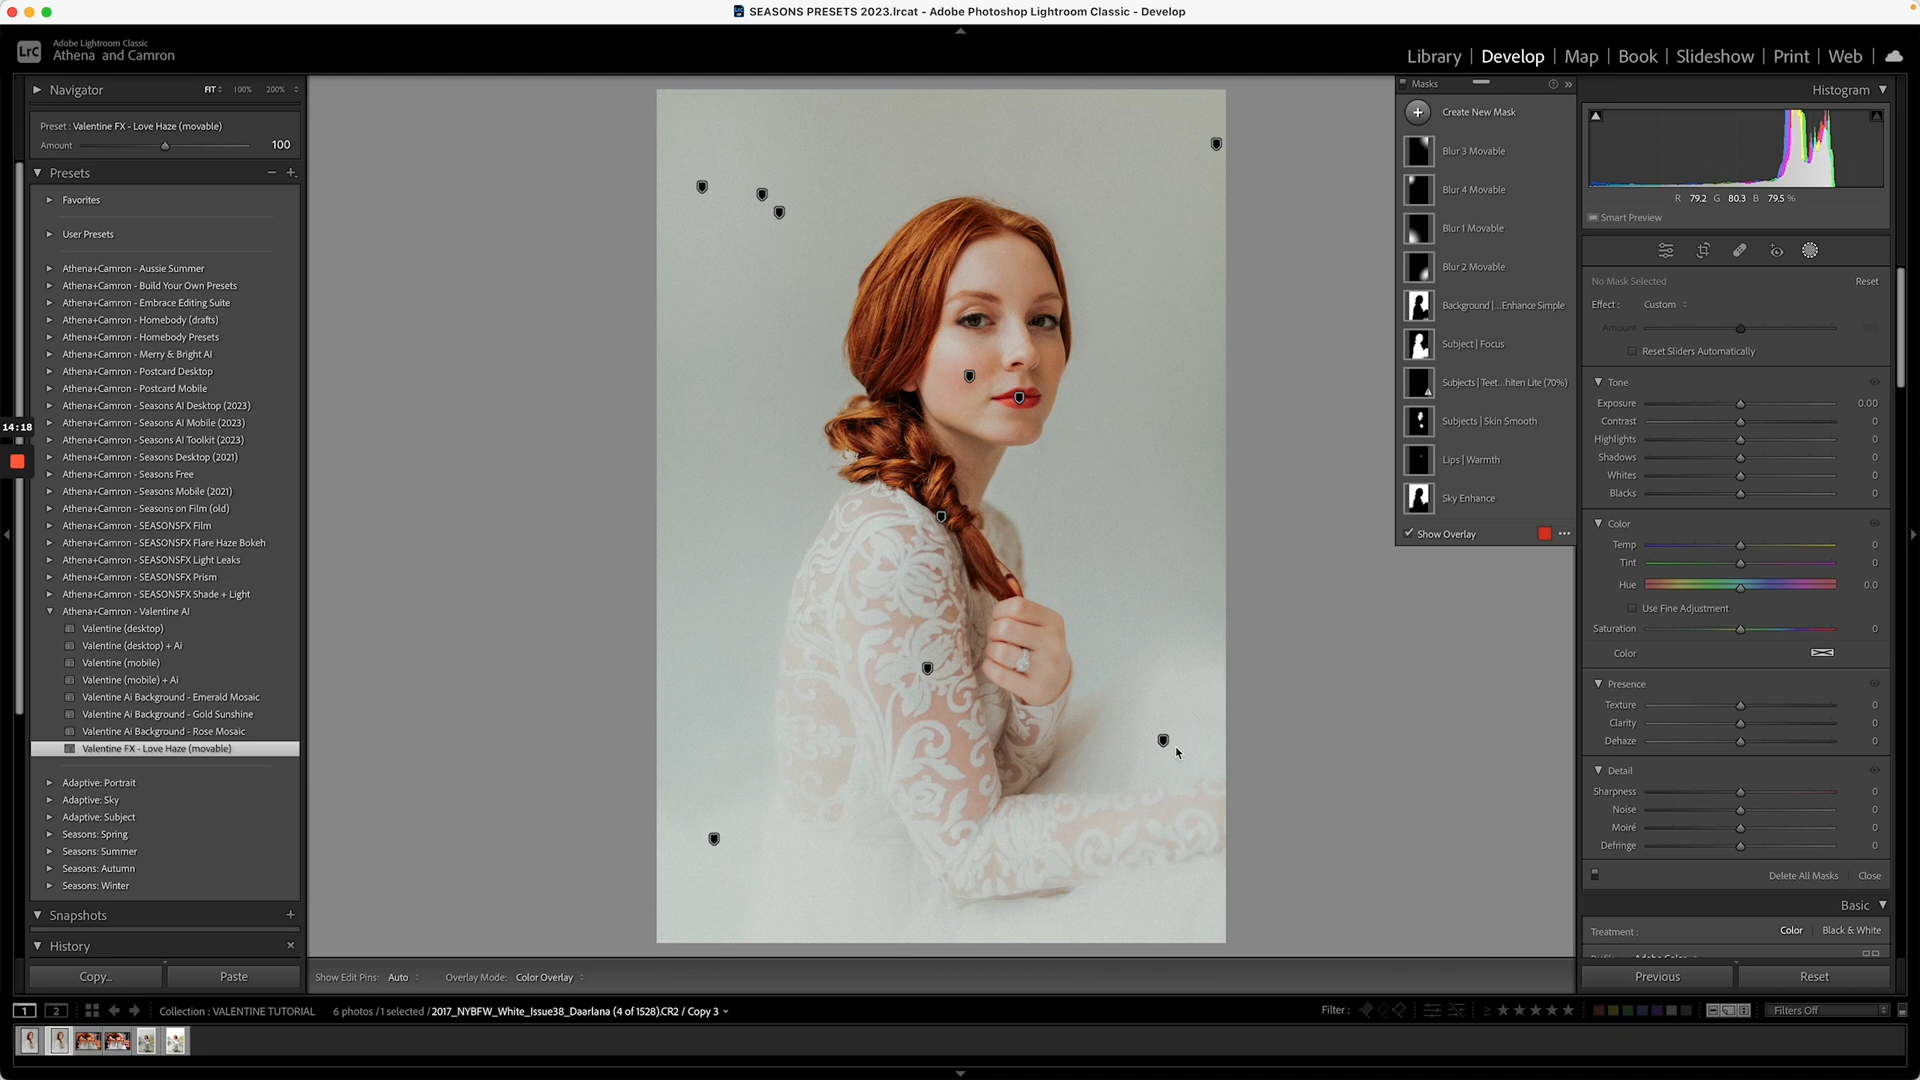 SEASONS PRESETS 2023.lrcat - Adobe Photoshop Lightroom Classic - Develop
Lrc
Adobe Lightroom Classic
Athena and Camron
Library | Develop | Map | Book | Slideshow | Print | Web
Navigator
FIT 100% 200%
Preset : Valentine FX - Love Haze (movable)
Amount 100
Presets
Favorites
User Presets
Athena+Camron - Aussie Summer
Athena+Camron - Build Your Own Presets
Athena+Camron - Embrace Editing Suite
Athena+Camron - Homebody (drafts)
Athena+Camron - Homebody Presets
Athena+Camron - Merry & Bright AI
Athena+Camron - Postcard Desktop
Athena+Camron - Postcard Mobile
Athena+Camron - Seasons AI Desktop (2023)
Athena+Camron - Seasons AI Mobile (2023)
Athena+Camron - Seasons AI Toolkit (2023)
Athena+Camron - Seasons Desktop (2021)
Athena+Camron - Seasons Free
Athena+Camron - Seasons Mobile (2021)
Athena+Camron - Seasons on Film (old)
Athena+Camron - SEASONSFX Film
Athena+Camron - SEASONSFX Flare Haze Bokeh
Athena+Camron - SEASONSFX Light Leaks
Athena+Camron - SEASONSFX Prism
Athena+Camron - SEASONSFX Shade + Light
Athena+Camron - Valentine AI
Valentine (desktop)
Valentine (desktop) + Ai
Valentine (mobile)
Valentine (mobile) + Ai
Valentine Ai Background - Emerald Mosaic
Valentine Ai Background - Gold Sunshine
Valentine Ai Background - Rose Mosaic
Valentine FX - Love Haze (movable)
Adaptive: Portrait
Adaptive: Sky
Adaptive: Subject
Seasons: Spring
Seasons: Summer
Seasons: Autumn
Seasons: Winter
Snapshots
History
Copy...
Paste
14:18
Masks
Create New Mask
Blur 3 Movable
Blur 4 Movable
Blur 1 Movable
Blur 2 Movable
Background |...Enhance Simple
Subject | Focus
Subjects | Teet...hiten Lite (70%)
Subjects | Skin Smooth
Lips | Warmth
Sky Enhance
Show Overlay
Histogram
R 79.2 G 80.3 B 79.5 %
Smart Preview
No Mask Selected
Reset
Effect : Custom
Amount 100
Reset Sliders Automatically
Tone
Exposure 0.00
Contrast 0
Highlights 0
Shadows 0
Whites 0
Blacks 0
Color
Temp 0
Tint 0
Hue 0.0
Use Fine Adjustment
Saturation 0
Color
Presence
Texture 0
Clarity 0
Dehaze 0
Detail
Sharpness 0
Noise 0
Moiré 0
Defringe 0
Delete All Masks
Close
Basic
Treatment : Color Black & White
Previous
Reset
Show Edit Pins: Auto
Overlay Mode: Color Overlay
1
2
Collection : VALENTINE TUTORIAL
6 photos / 1 selected / 2017_NYBFW_White_Issue38_Daarlana (4 of 1528).CR2 / Copy 3
Filter :
Filters Off